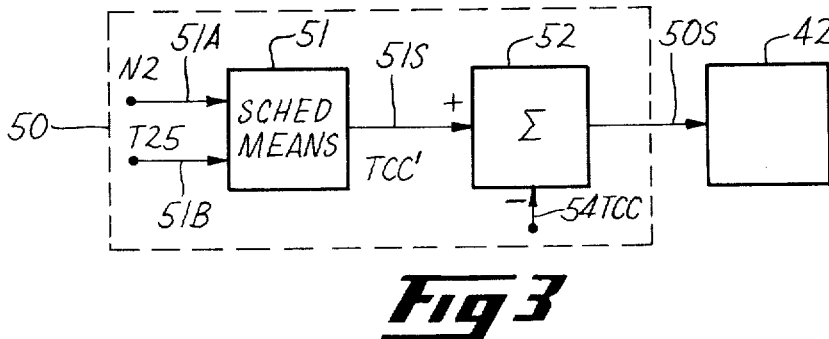 51A
51
51S
52
50S
42
N2
SCHED
MEANS
+
Σ
50
T25
TCC'
51B
-
54TCC
Fig 3